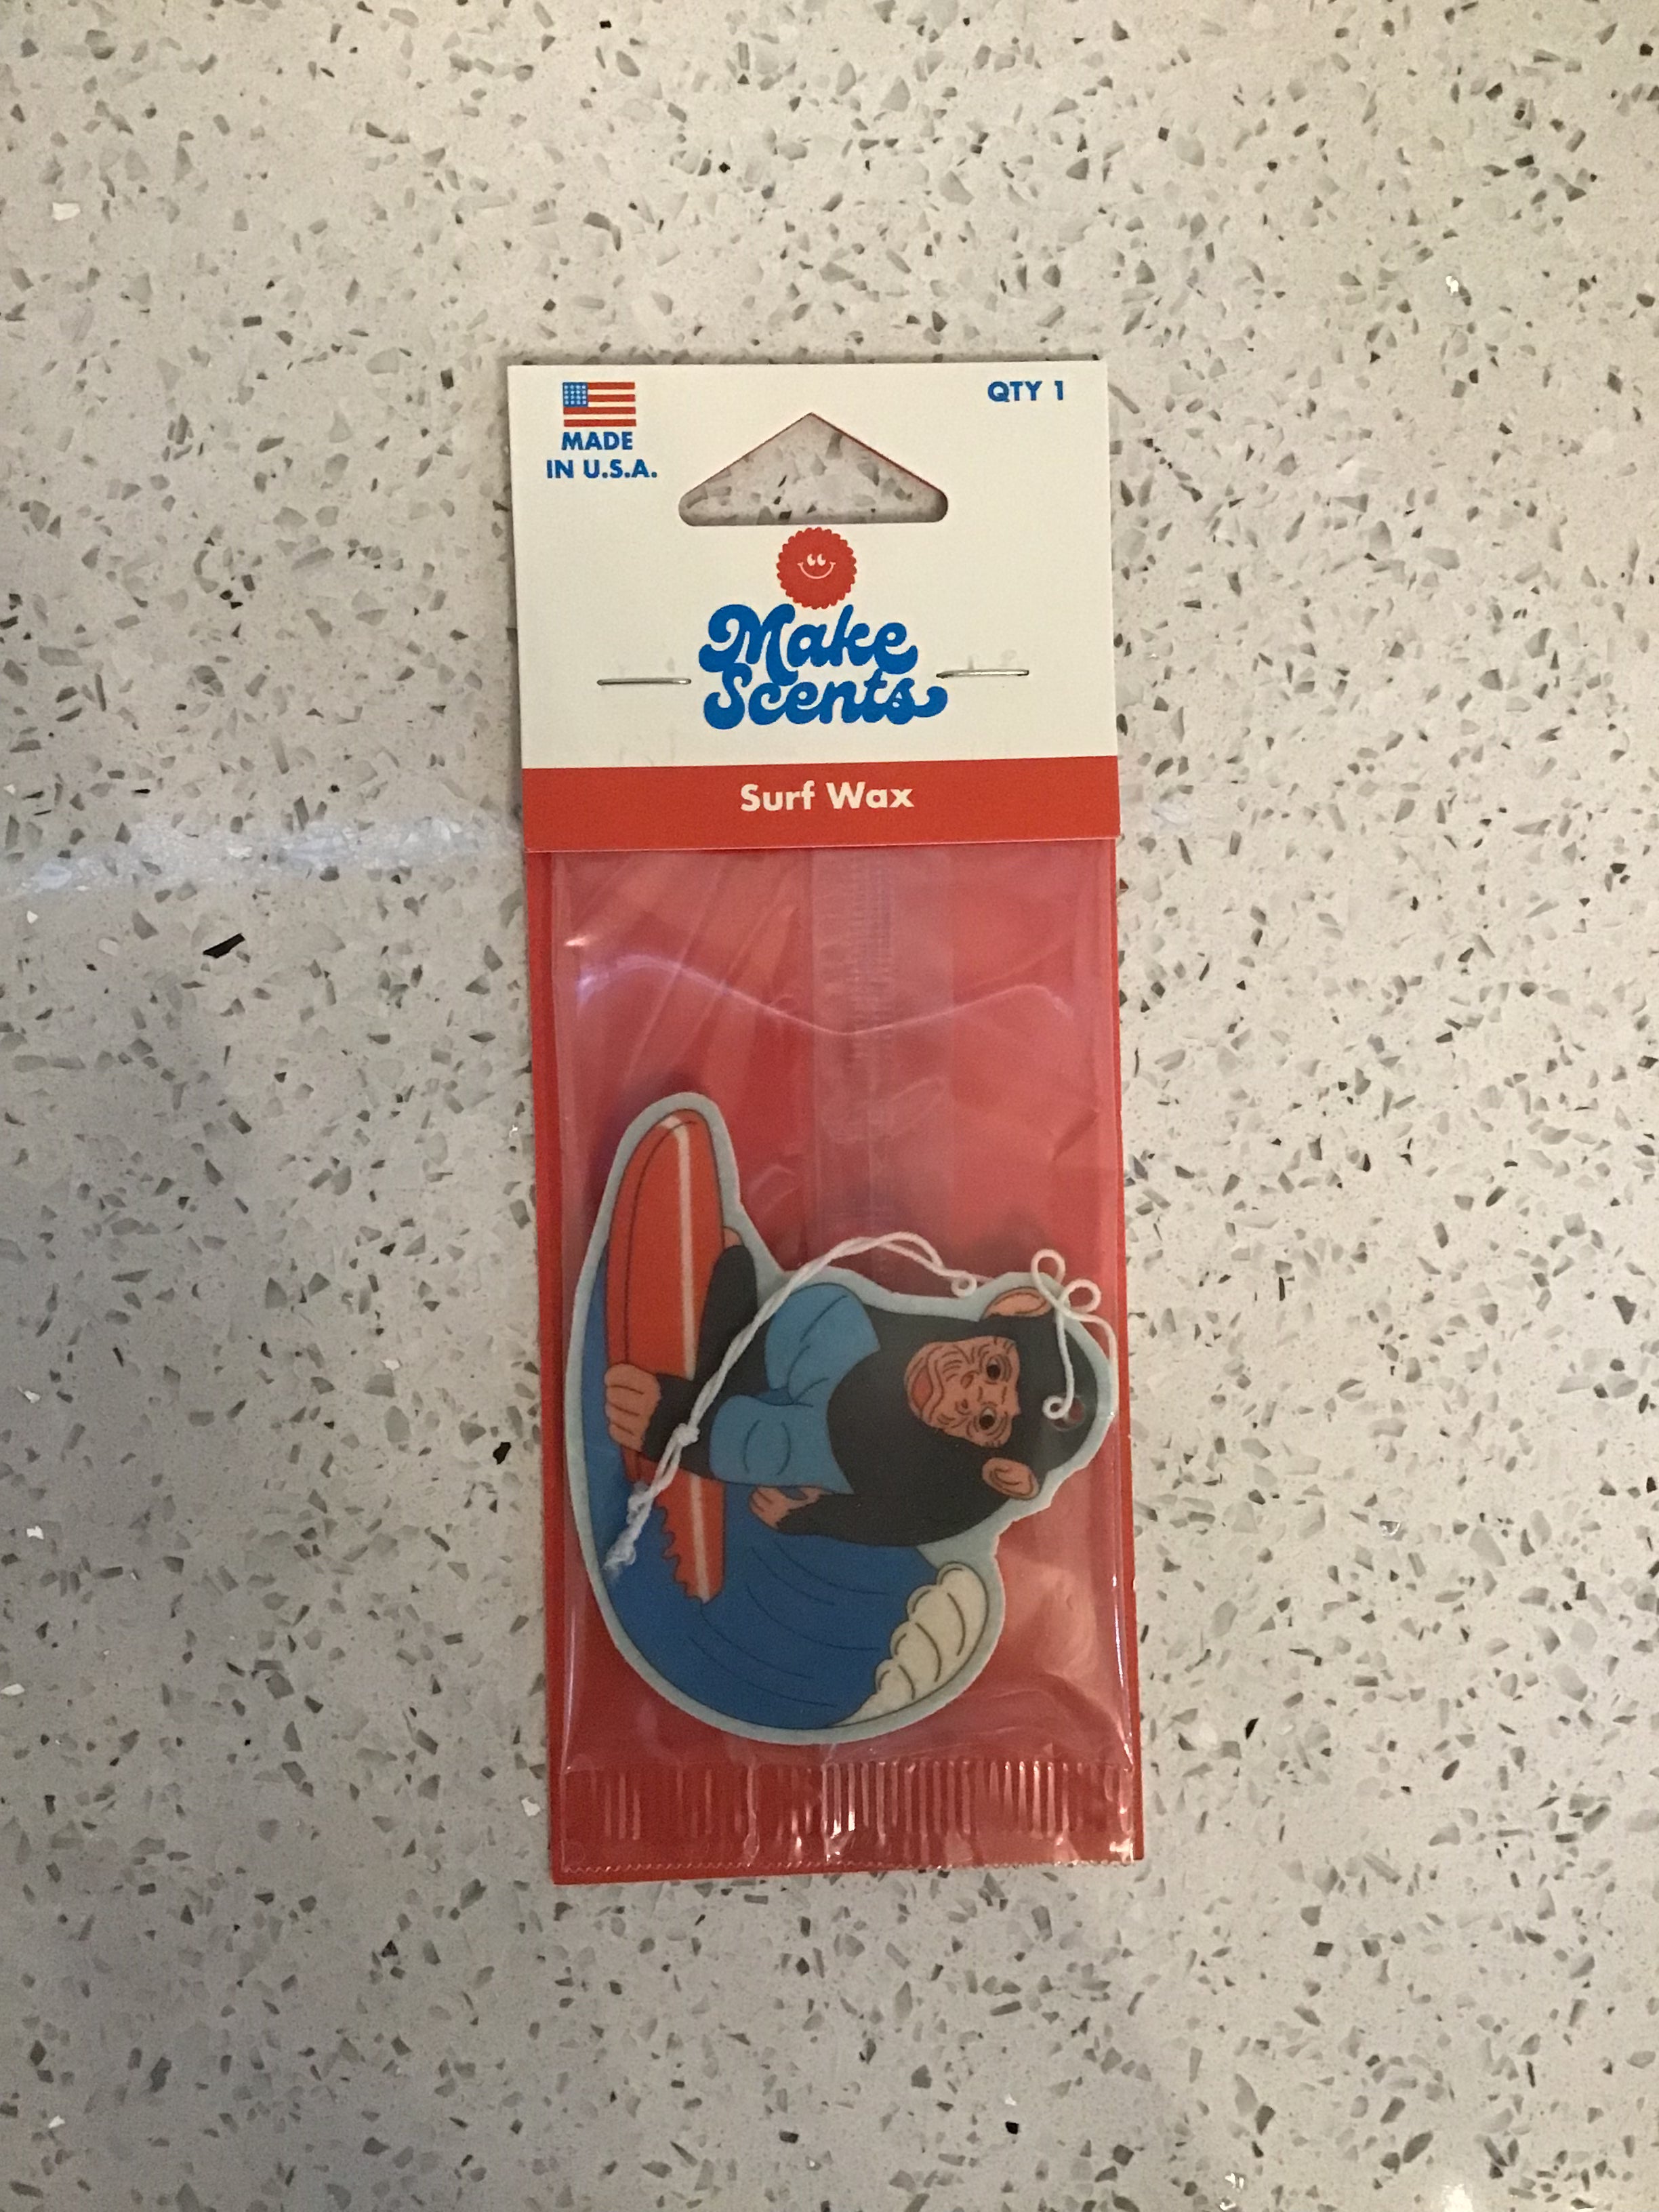 MADE
IN U.S.A.
QTY 1
Make
Scents
Surf Wax